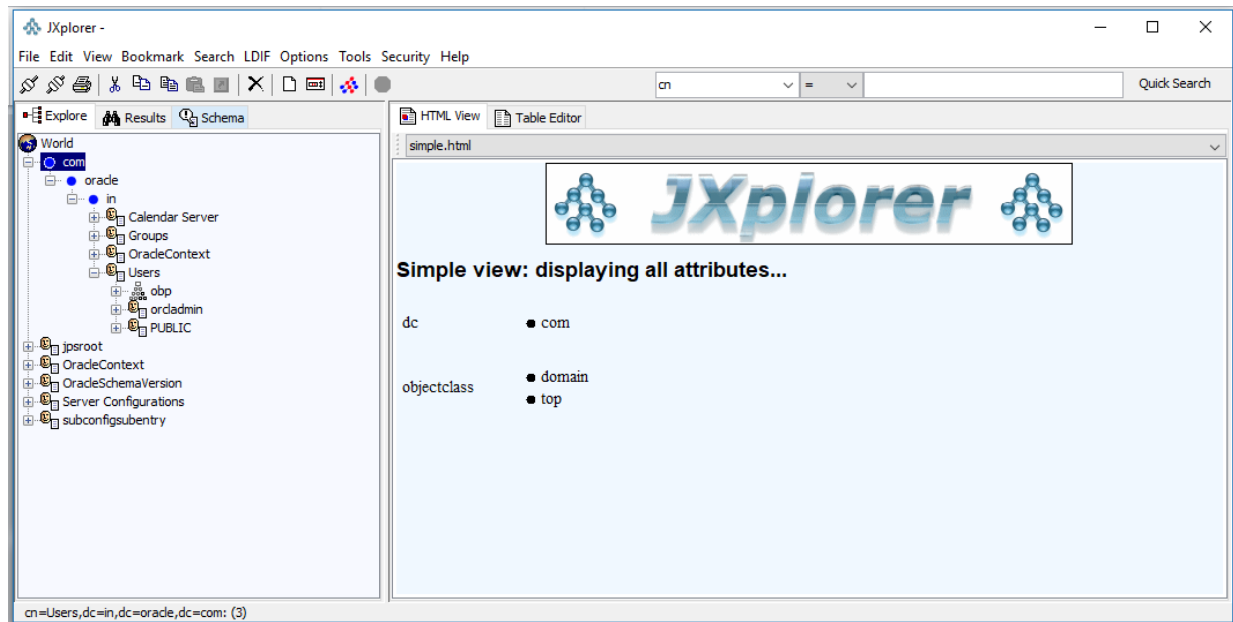 JXplorer -
File Edit View Bookmark Search LDIF Options Tools Security Help
cn = Quick Search
Explore Results Schema
HTML View Table Editor
World
com
oracle
in
Calendar Server
Groups
OracleContext
Users
obp
orcladmin
PUBLIC
jpsroot
OracleContext
OracleSchemaVersion
Server Configurations
subconfigsubentry
simple.html
JXplorer
Simple view: displaying all attributes...
dc com
objectclass domain
top
cn=Users,dc=in,dc=oracle,dc=com: (3)